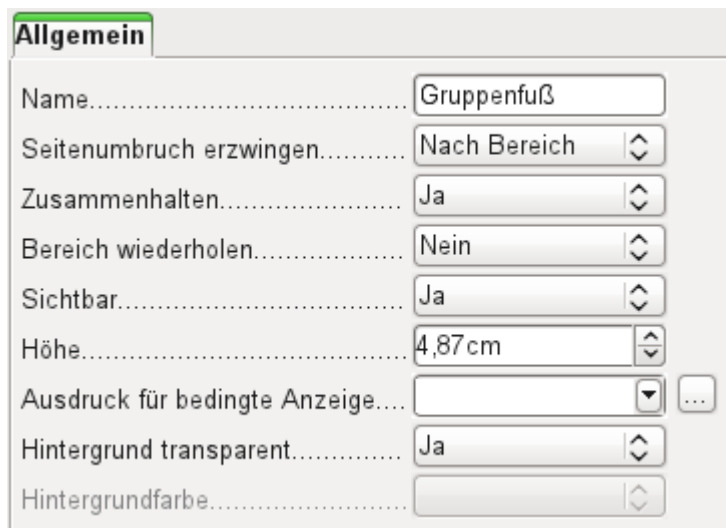 Allgemein
Name....................................... Gruppenfuß
Seitenumbruch erzwingen........... Nach Bereich
Zusammenhalten....................... Ja
Bereich wiederholen................... Nein
Sichtbar.................................... Ja
Höhe........................................ 4,87cm
Ausdruck für bedingte Anzeige.... ...
Hintergrund transparent.............. Ja
Hintergrundfarbe........................